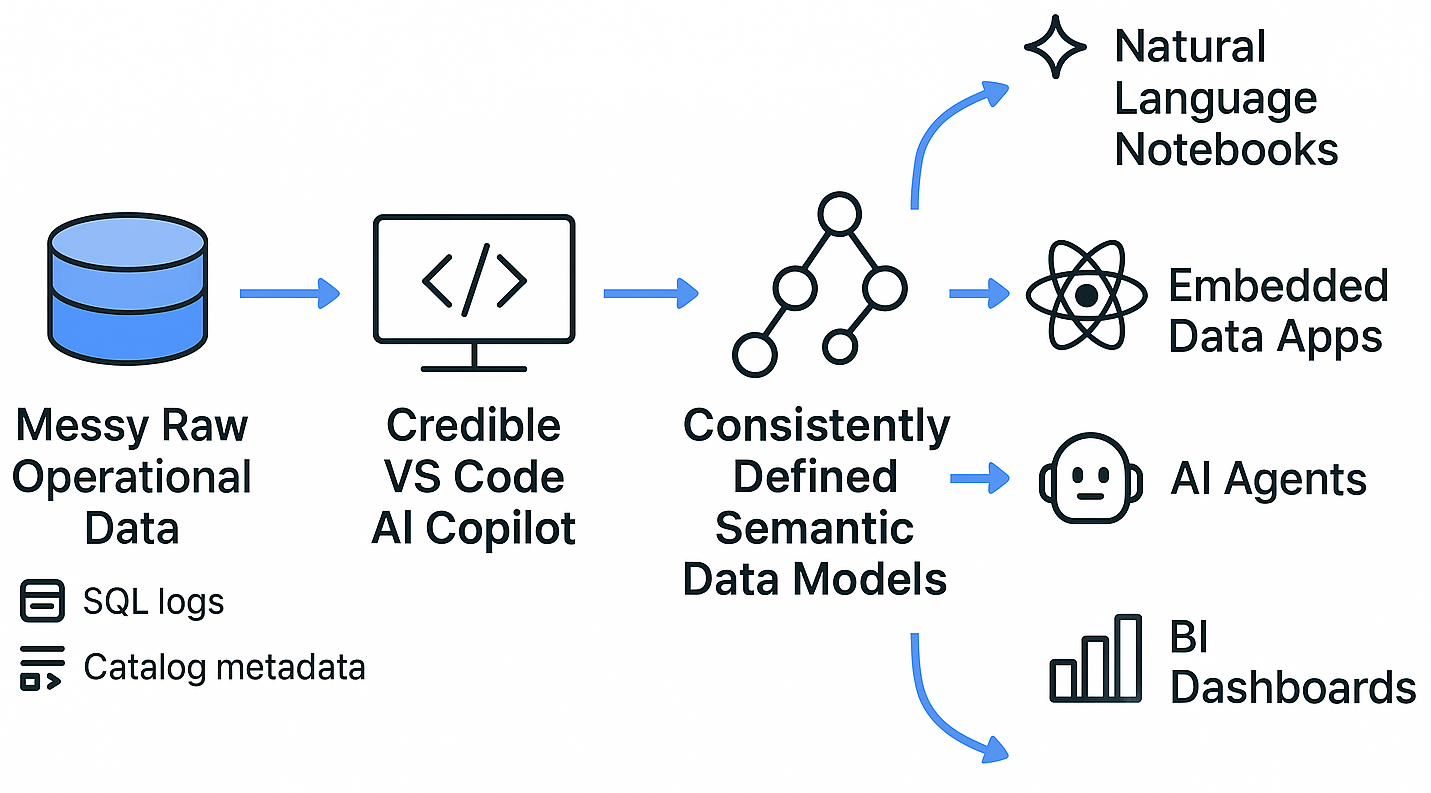 Messy Raw
Operational
Data
SQL logs
Catalog metadata
</>
Credible
VS Code
AI Copilot
Consistently
Defined
Semantic
Data Models
Natural
Language
Notebooks
Embedded
Data Apps
AI Agents
BI
Dashboards